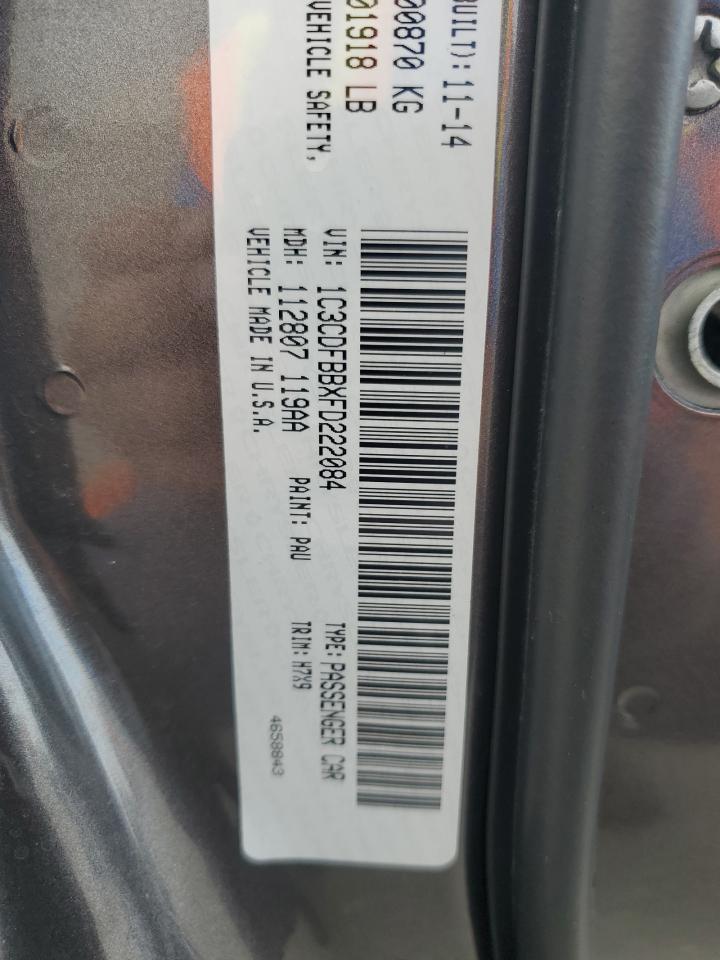 BUILT): 11-14
00870 KG
01918 LB
VEHICLE SAFETY,
VIN: 1C3CDFBBXFD222084
TYPE: PASSENGER CAR
MDH: 112807 119AA PAINT: PAU TRIM: H7X9
VEHICLE MADE IN U.S.A.
4658843